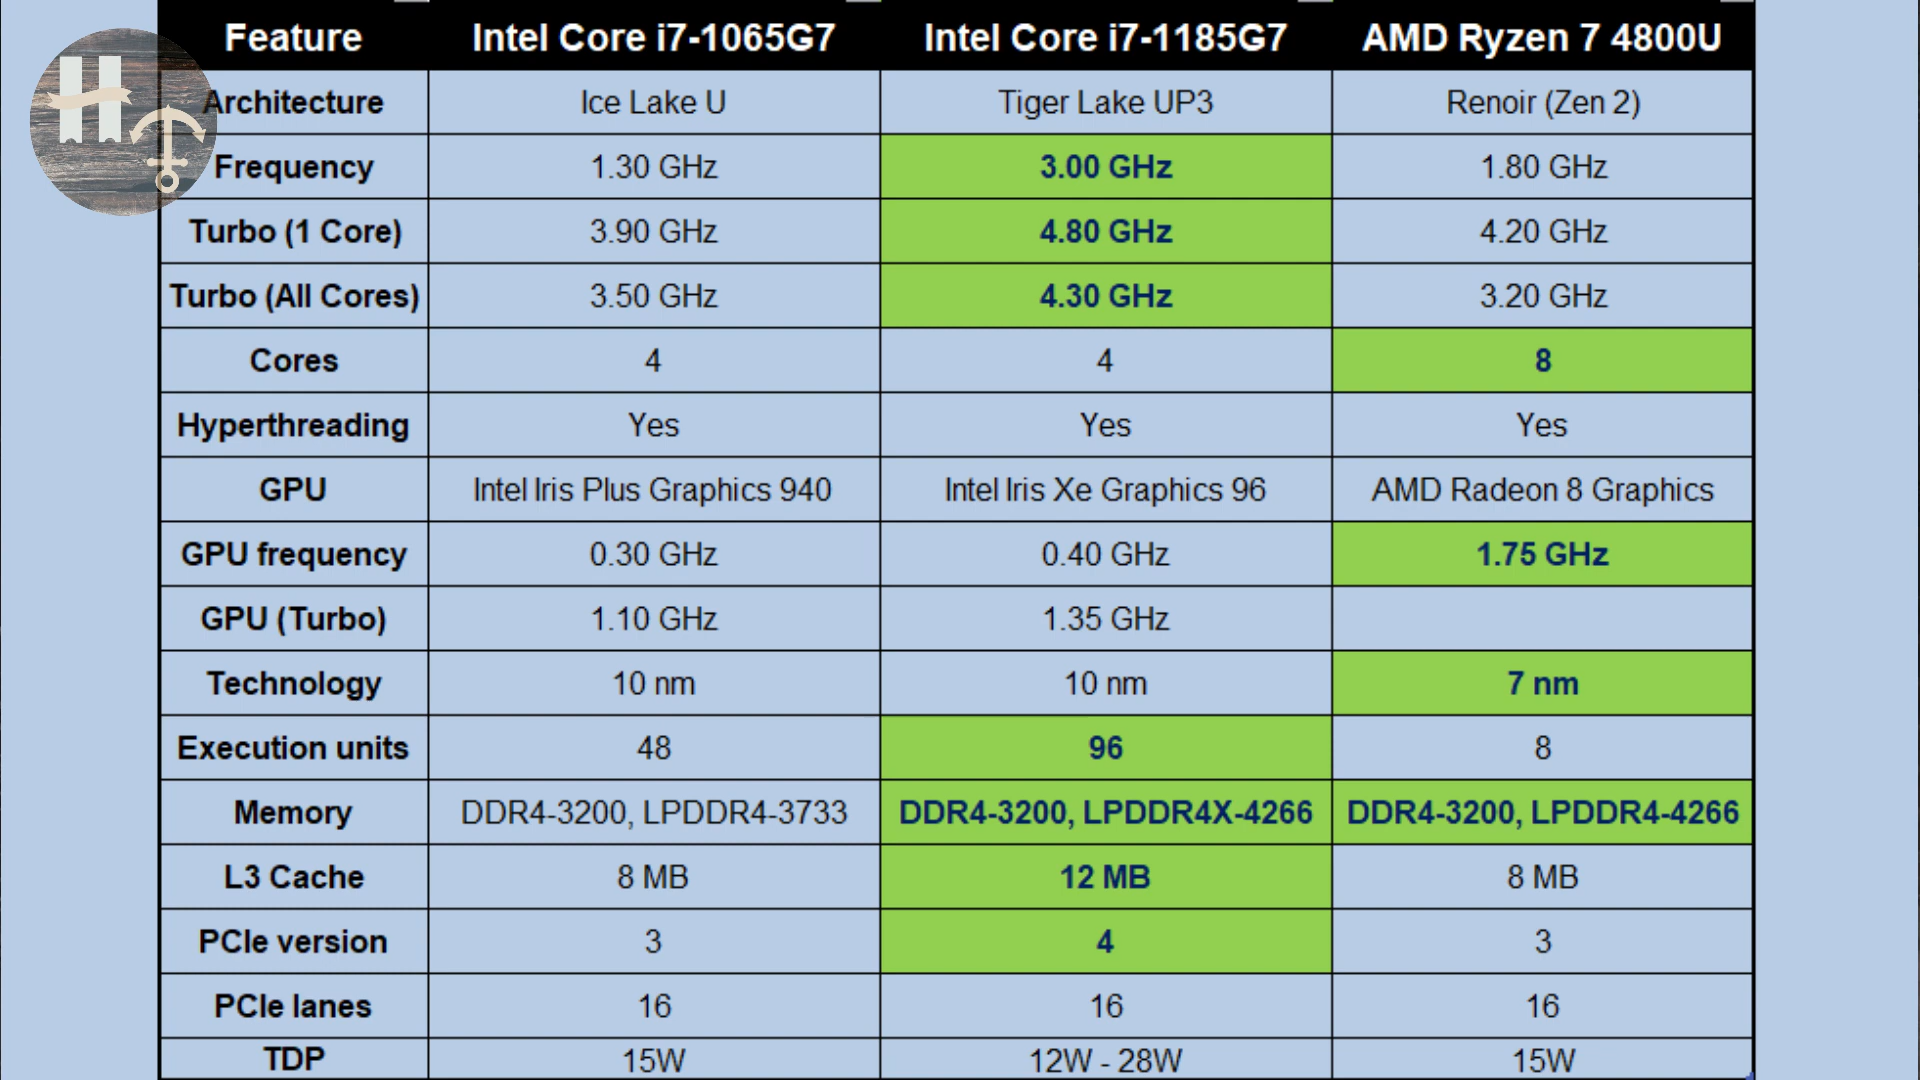 Feature Intel Core i7-1065G7 Intel Core i7-1185G7 AMD Ryzen 7 4800U
Architecture Ice Lake U Tiger Lake UP3 Renoir (Zen 2)
Frequency 1.30 GHz 3.00 GHz 1.80 GHz
Turbo (1 Core) 3.90 GHz 4.80 GHz 4.20 GHz
Turbo (All Cores) 3.50 GHz 4.30 GHz 3.20 GHz
Cores 4 4 8
Hyperthreading Yes Yes Yes
GPU Intel Iris Plus Graphics 940 Intel Iris Xe Graphics 96 AMD Radeon 8 Graphics
GPU frequency 0.30 GHz 0.40 GHz 1.75 GHz
GPU (Turbo) 1.10 GHz 1.35 GHz
Technology 10 nm 10 nm 7 nm
Execution units 48 96 8
Memory DDR4-3200, LPDDR4-3733 DDR4-3200, LPDDR4X-4266 DDR4-3200, LPDDR4-4266
L3 Cache 8 MB 12 MB 8 MB
PCIe version 3 4 3
PCIe lanes 16 16 16
TDP 15W 12W - 28W 15W